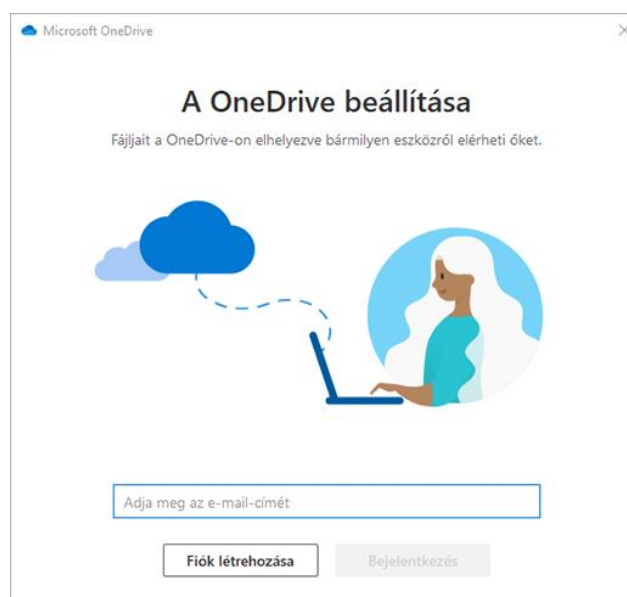 Microsoft OneDrive
A OneDrive beállítása
Fájljait a OneDrive-on elhelyezve bármilyen eszközről elérheti őket.
Adja meg az e-mail-címét
Fiók létrehozása
Bejelentkezés